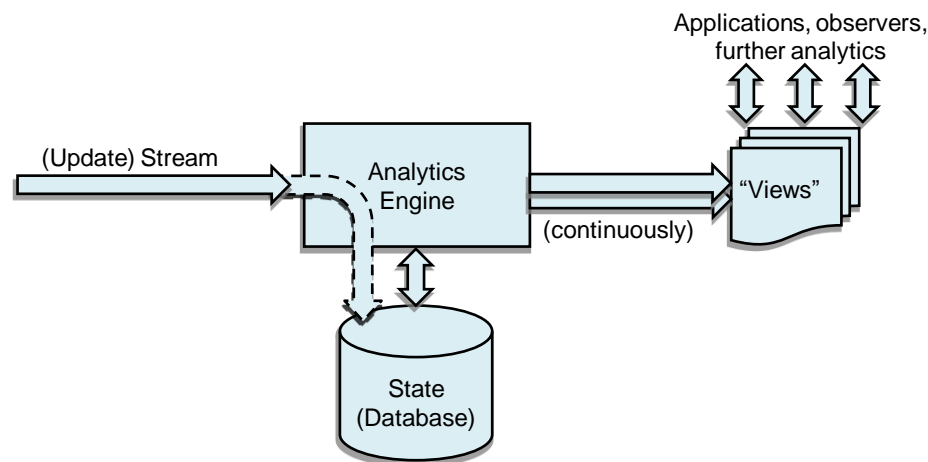 Applications, observers,
further analytics
(Update) Stream
Analytics
Engine
“Views”
(continuously)
State
(Database)